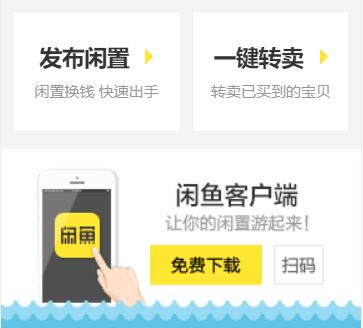 发布闲置
一键转卖
闲置换钱 快速出手
转卖已买到的宝贝
闲鱼
闲鱼客户端
让你的闲置游起来!
免费下载
扫码